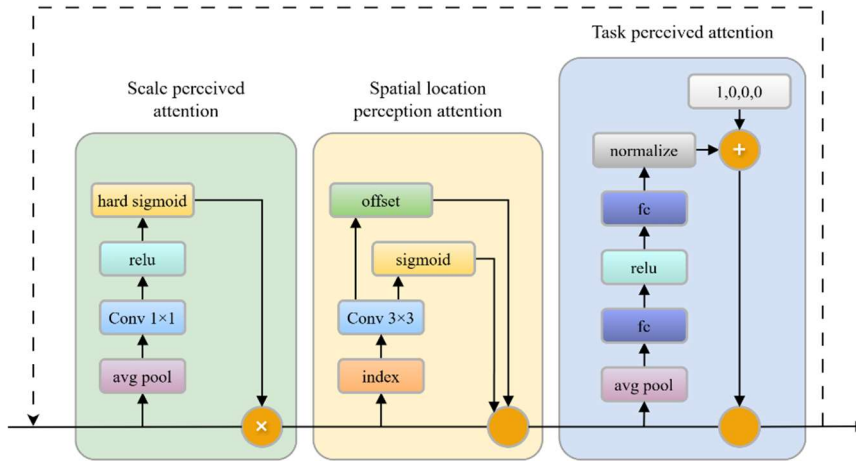 Scale perceived
attention
hard sigmoid
relu
Conv 1×1
avg pool
×
Spatial location
perception attention
offset
sigmoid
Conv 3×3
index
Task perceived attention
1,0,0,0
normalize
+
fc
relu
fc
avg pool